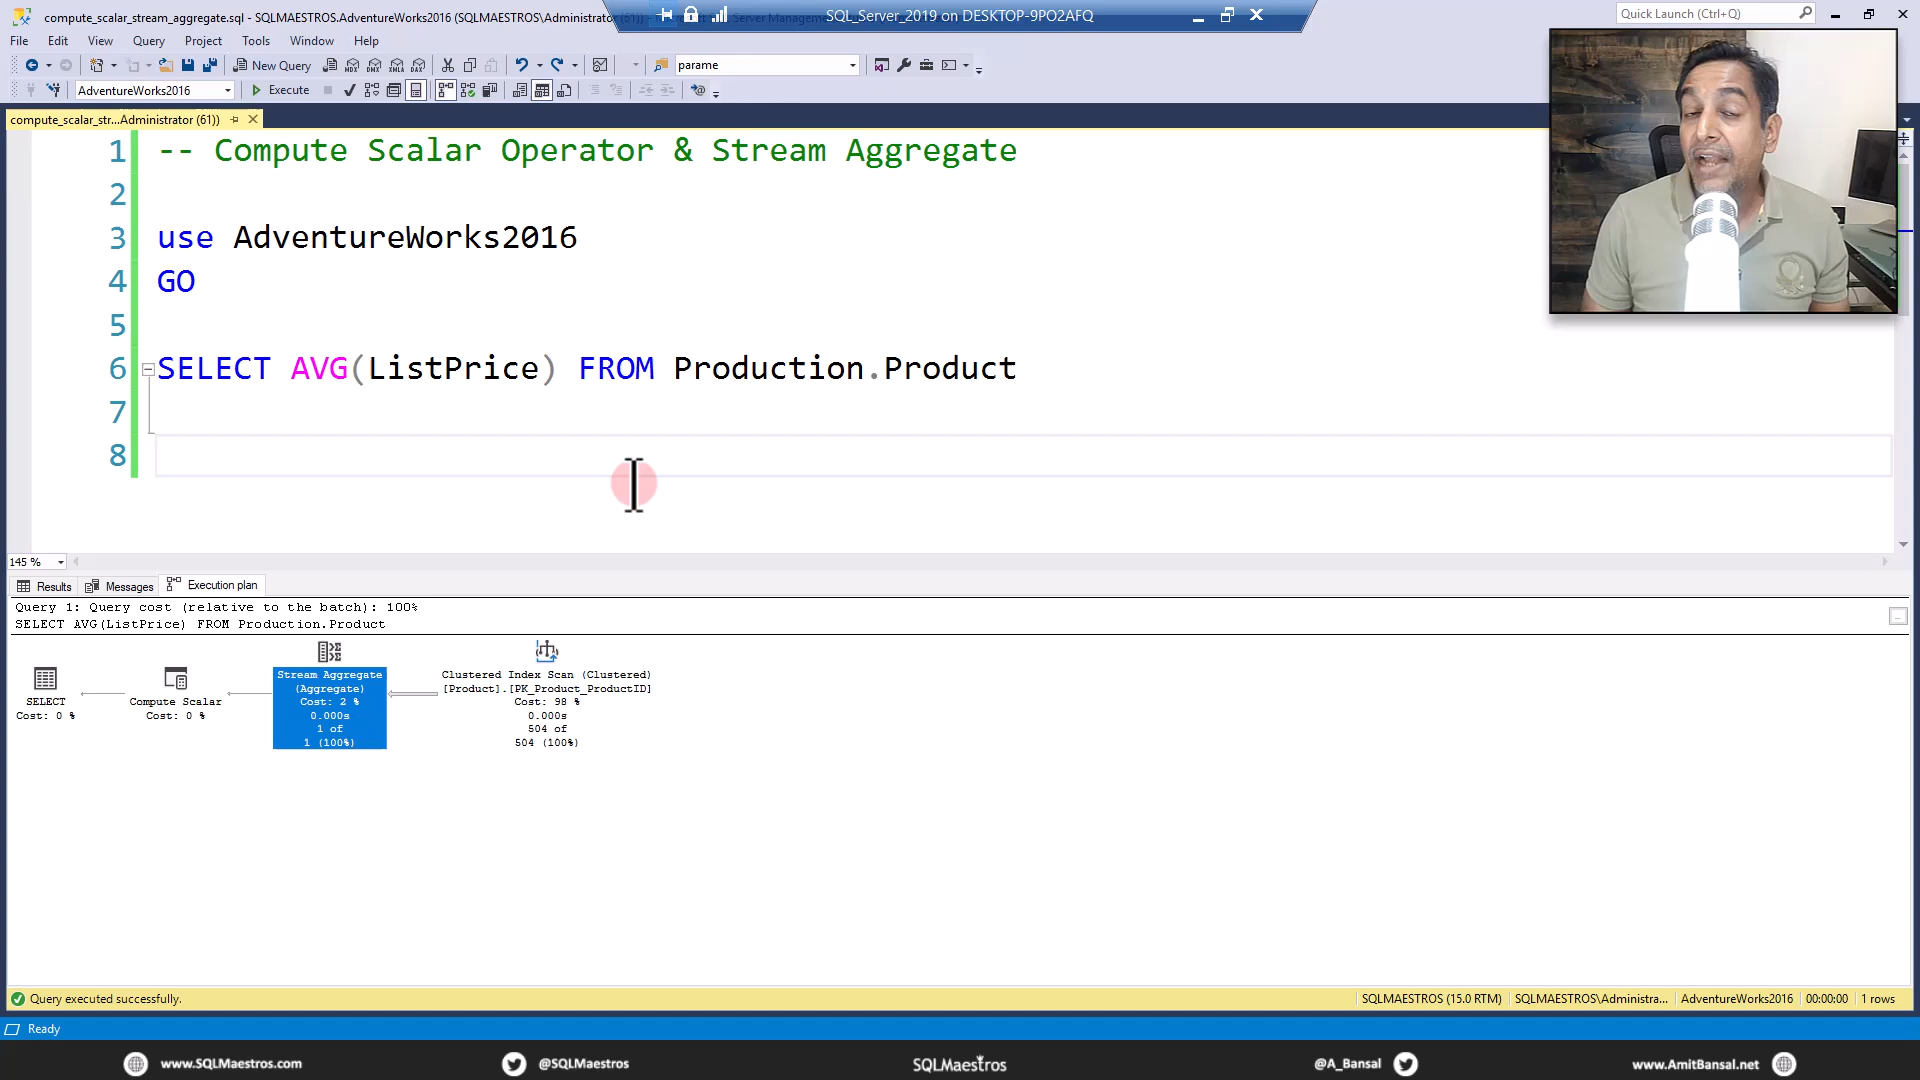 compute_scalar_stream_aggregate.sql - SQLMAESTROS.AdventureWorks2016 (SQLMAESTROS\Administrator
SQL_Server_2019 on DESKTOP-9PO2AFQ
Quick Launch (Ctrl+Q)
File Edit View Query Project Tools Window Help
New Query
parame
AdventureWorks2016
Execute
compute_scalar_str...Administrator (61))
1 -- Compute Scalar Operator & Stream Aggregate
2
3 use AdventureWorks2016
4 GO
5
6 SELECT AVG(ListPrice) FROM Production.Product
7
8
145 %
Results Messages Execution plan
Query 1: Query cost (relative to the batch): 100%
SELECT AVG(ListPrice) FROM Production.Product
SELECT
Cost: 0 %
Compute Scalar
Cost: 0 %
Stream Aggregate
(Aggregate)
Cost: 2 %
0.000s
1 of
1 (100%)
Clustered Index Scan (Clustered)
[Product].[PK_Product_ProductID]
Cost: 98 %
0.000s
504 of
504 (100%)
Query executed successfully.
SQLMAESTROS (15.0 RTM) SQLMAESTROS\Administra... AdventureWorks2016 00:00:00 1 rows
Ready
www.SQLMaestros.com @SQLMaestros SQLMaestros @A_Bansal www.AmitBansal.net